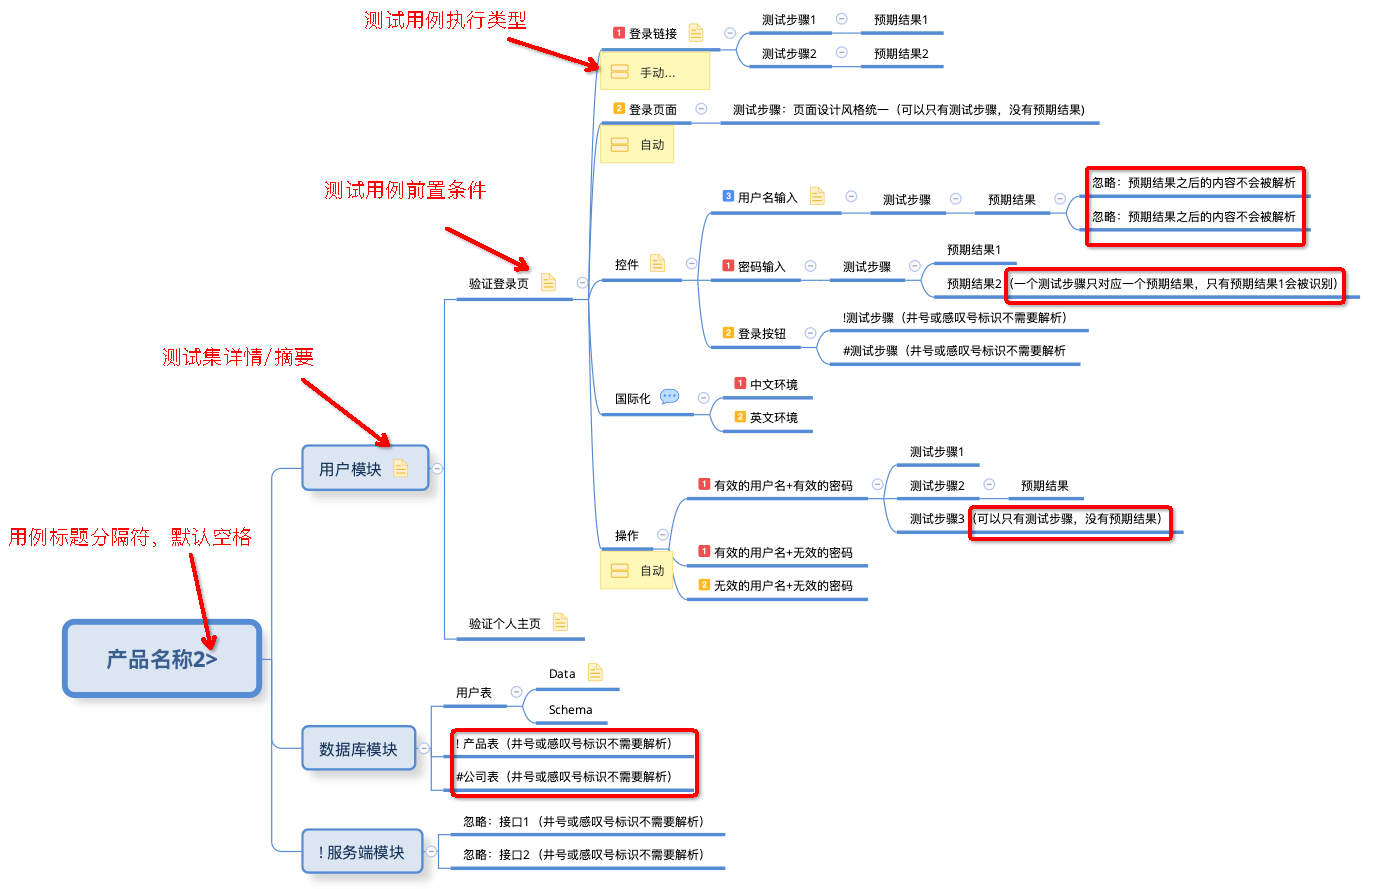 测试用例执行类型
1 登录链接
测试步骤1
预期结果1
测试步骤2
预期结果2
手动...
2 登录页面
测试步骤：页面设计风格统一（可以只有测试步骤，没有预期结果)
自动
测试用例前置条件
3 用户名输入
测试步骤
预期结果
忽略：预期结果之后的内容不会被解析
忽略：预期结果之后的内容不会被解析
控件
1 密码输入
测试步骤
预期结果1
预期结果2（一个测试步骤只对应一个预期结果，只有预期结果1会被识别）
验证登录页
2 登录按钮
!测试步骤（井号或感叹号标识不需要解析）
#测试步骤（井号或感叹号标识不需要解析
测试集详情/摘要
国际化
1 中文环境
2 英文环境
用户模块
1 有效的用户名+有效的密码
测试步骤1
测试步骤2
预期结果
测试步骤3（可以只有测试步骤，没有预期结果）
操作
自动
1 有效的用户名+无效的密码
2 无效的用户名+无效的密码
用例标题分隔符，默认空格
验证个人主页
产品名称2>
用户表
Data
Schema
数据库模块
! 产品表（井号或感叹号标识不需要解析）
#公司表（井号或感叹号标识不需要解析）
! 服务端模块
忽略：接口1（井号或感叹号标识不需要解析）
忽略：接口2（井号或感叹号标识不需要解析）